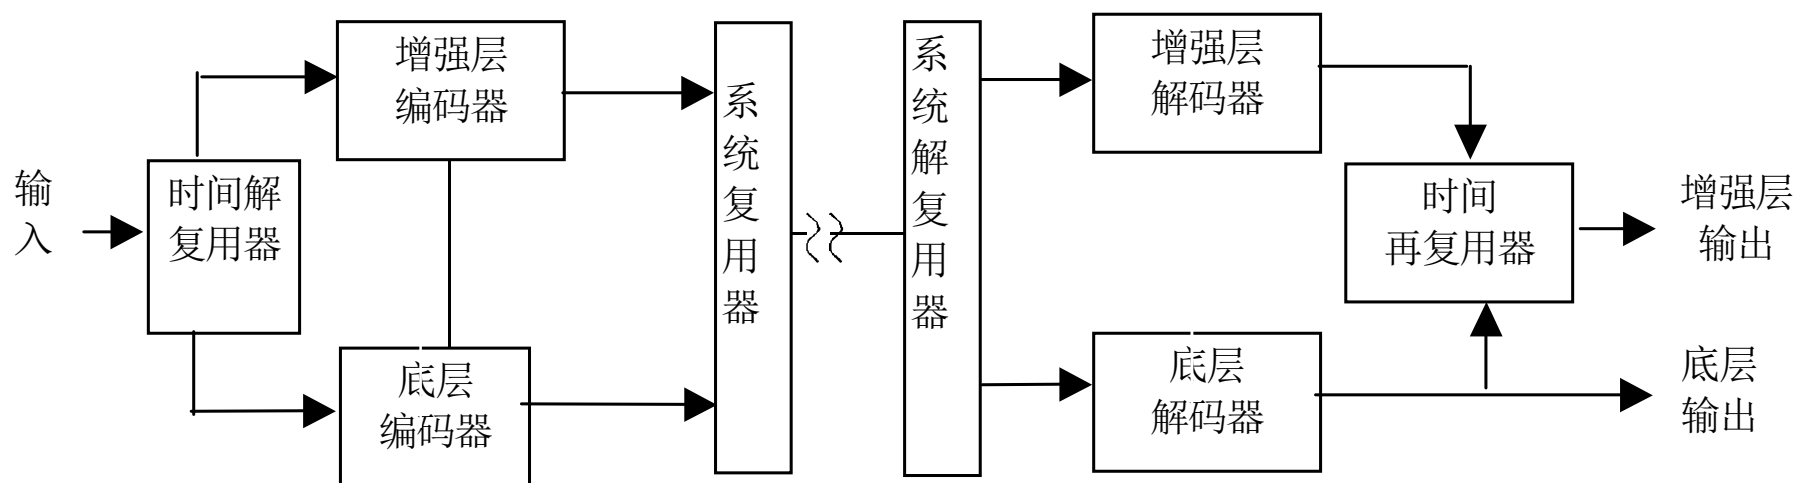 输
入
时间解
复用器
增强层
编码器
底层
编码器
系
统
复
用
器
系
统
解
复
用
器
增强层
解码器
底层
解码器
时间
再复用器
增强层
输出
底层
输出